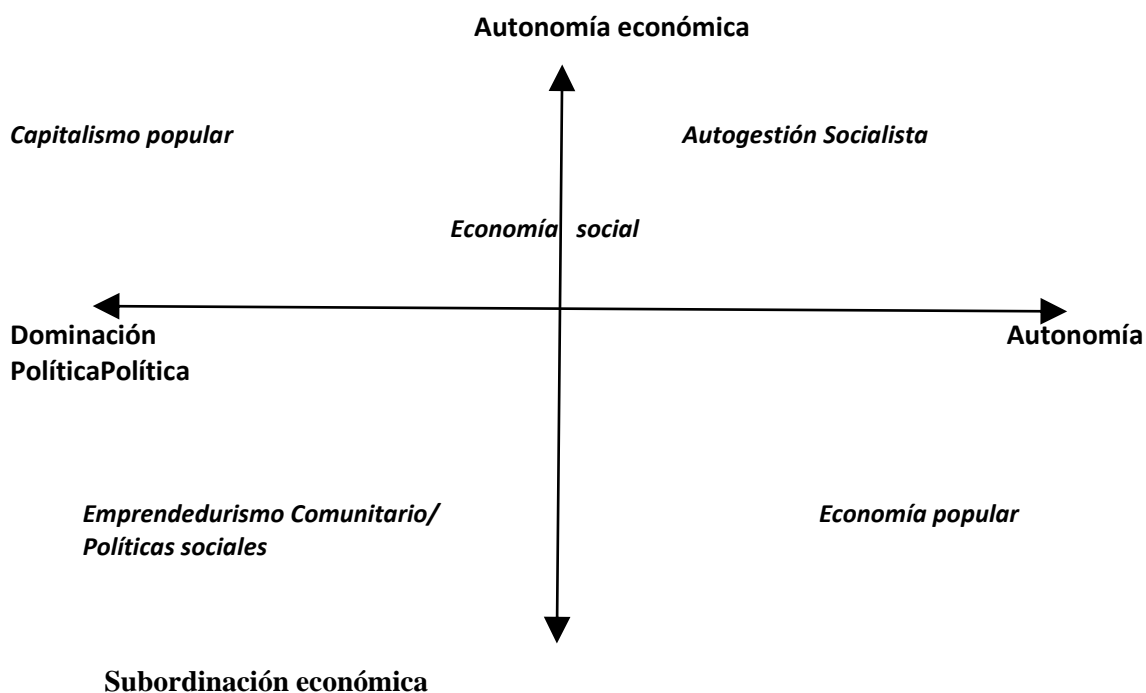 Autonomía económica
Capitalismo popular
Autogestión Socialista
Economía social
Dominación
PolíticaPolítica
Autonomía
Emprendedurismo Comunitario/
Políticas sociales
Economía popular
Subordinación económica